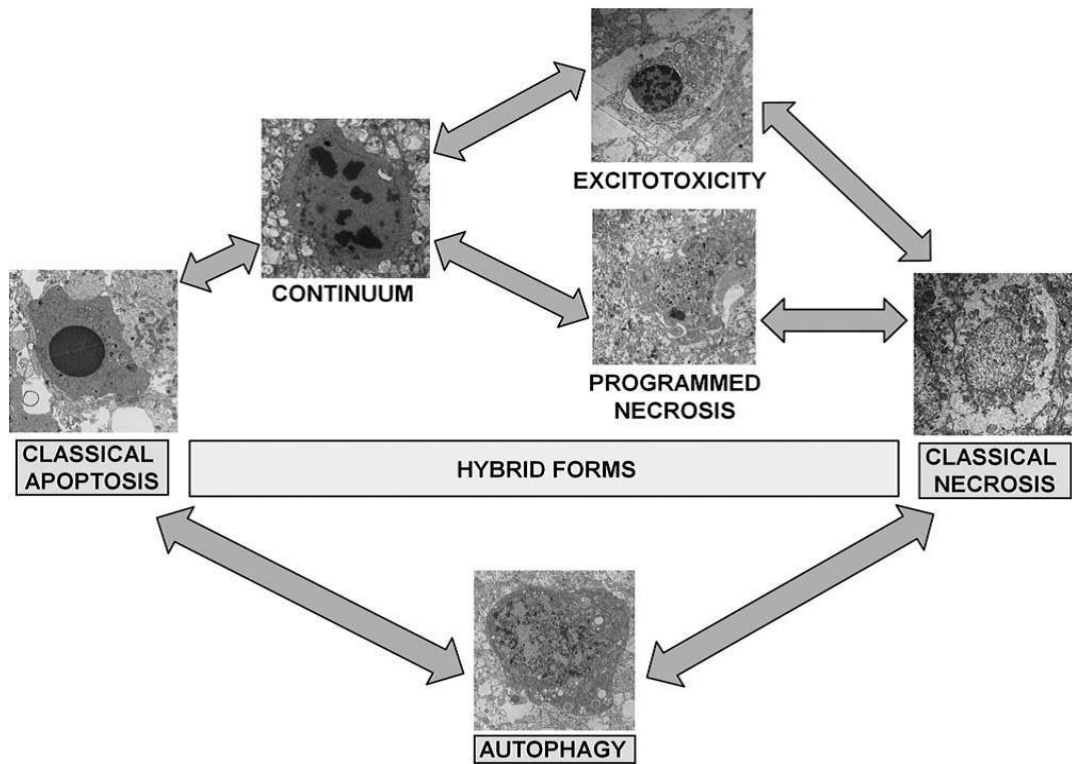 EXCITOTOXICITY
CONTINUUM
PROGRAMMED
NECROSIS
CLASSICAL
APOPTOSIS
HYBRID FORMS
CLASSICAL
NECROSIS
AUTOPHAGY